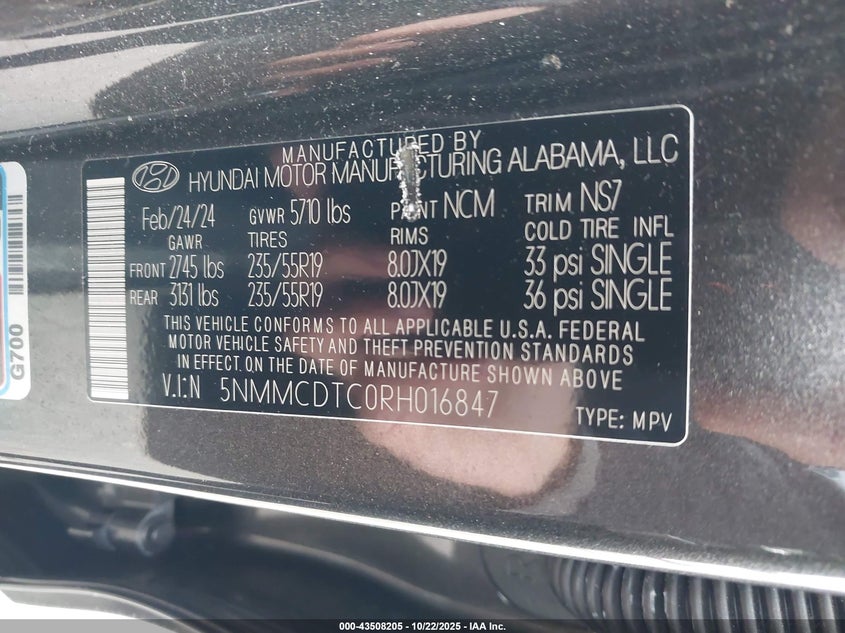 MANUFACTURED BY
HYUNDAI MOTOR MANUFACTURING ALABAMA, LLC
Feb/24/24 GVWR 5710 lbs PAINT NCM TRIM NS7
GAWR TIRES RIMS COLD TIRE INFL
FRONT 2745 lbs 235/55R19 8.0JX19 33 psi SINGLE
REAR 3131 lbs 235/55R19 8.0JX19 36 psi SINGLE
THIS VEHICLE CONFORMS TO ALL APPLICABLE U.S.A. FEDERAL
MOTOR VEHICLE SAFETY AND THEFT PREVENTION STANDARDS
IN EFFECT. ON THE DATE OF MANUFACTURE SHOWN ABOVE
V.I.N 5NMMCDTC0RH016847
TYPE: MPV
G700
000-43508205 - 10/22/2025 - IAA Inc.